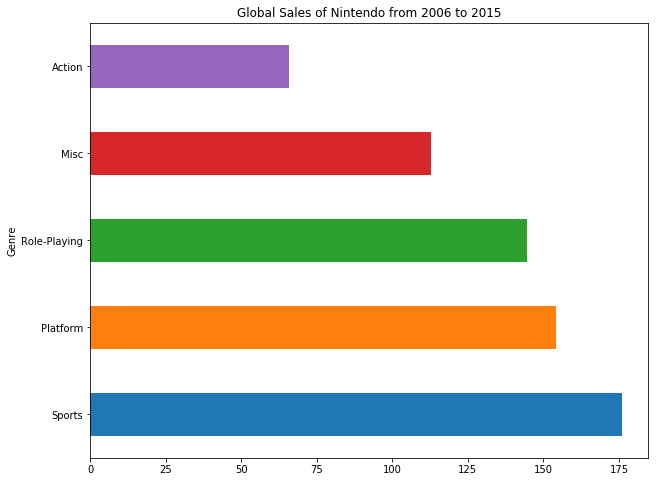 Global Sales of Nintendo from 2006 to 2015
Genre
Action
Misc
Role-Playing
Platform
Sports
0 25 50 75 100 125 150 175